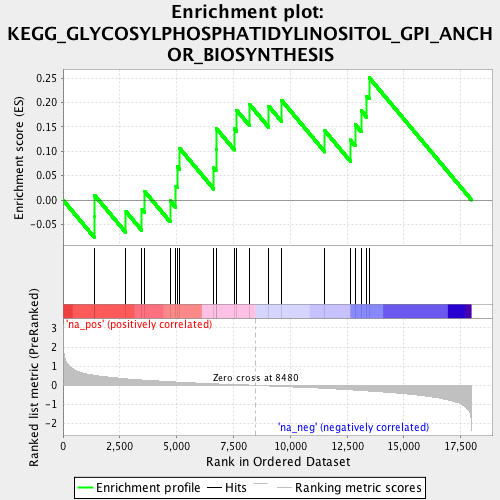 Enrichment plot:
KEGG_GLYCOSYLPHOSPHATIDYLINOSITOL_GPI_ANCH
OR_BIOSYNTHESIS
Enrichment score (ES)
0.25
0.20
0.15
0.10
0.05
0.00
-0.05
'na_pos' (positively correlated)
Ranked list metric (PreRanked)
3
2
1
0
-1
-2
Zero cross at 8480
'na_neg' (negatively correlated)
0 2,500 5,000 7,500 10,000 12,500 15,000 17,500
Rank in Ordered Dataset
Enrichment profile Hits Ranking metric scores